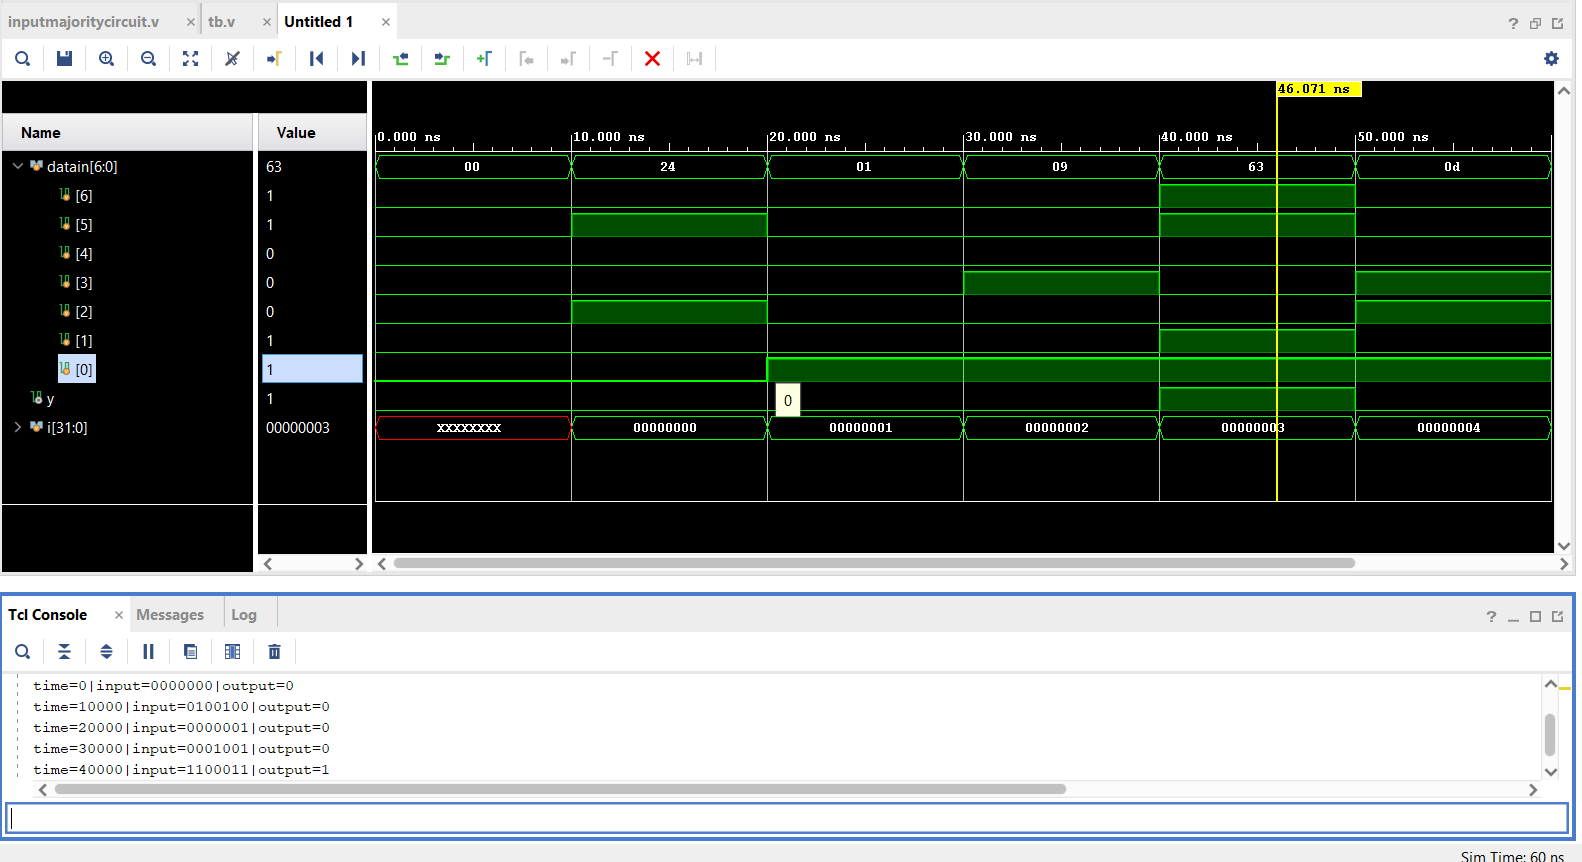 inputmajoritycircuit.v × tb.v × Untitled 1 ×
?
46.071 ns
Name Value
0.000 ns 10.000 ns 20.000 ns 30.000 ns 40.000 ns 50.000 ns
datain[6:0] 63 00 24 01 09 63 0d
[6] 1
[5] 1
[4] 0
[3] 0
[2] 0
[1] 1
[0] 1
y 1 0
i[31:0] 00000003 XXXXXXXX 00000000 00000001 00000002 00000003 00000004
Tcl Console × Messages Log
?
time=0|input=0000000|output=0
time=10000|input=0100100|output=0
time=20000|input=0000001|output=0
time=30000|input=0001001|output=0
time=40000|input=1100011|output=1
Sim Time: 60 ns